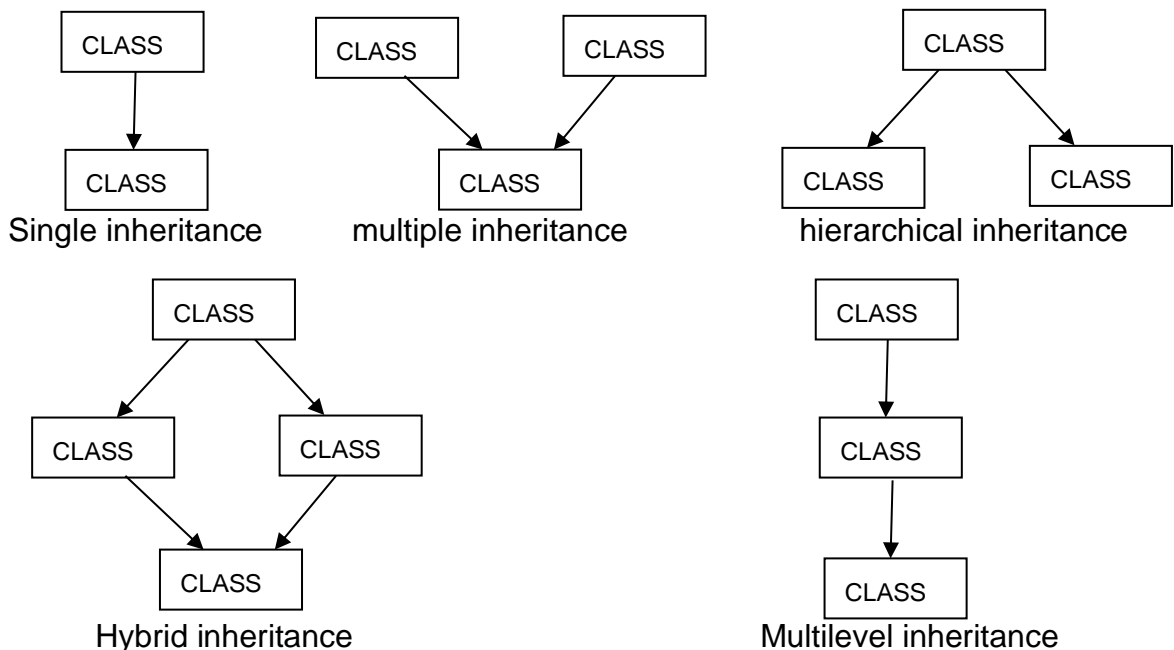 CLASS
CLASS
Single inheritance
CLASS
CLASS
CLASS
multiple inheritance
CLASS
CLASS
CLASS
hierarchical inheritance
CLASS
CLASS
CLASS
CLASS
Hybrid inheritance
CLASS
CLASS
CLASS
Multilevel inheritance